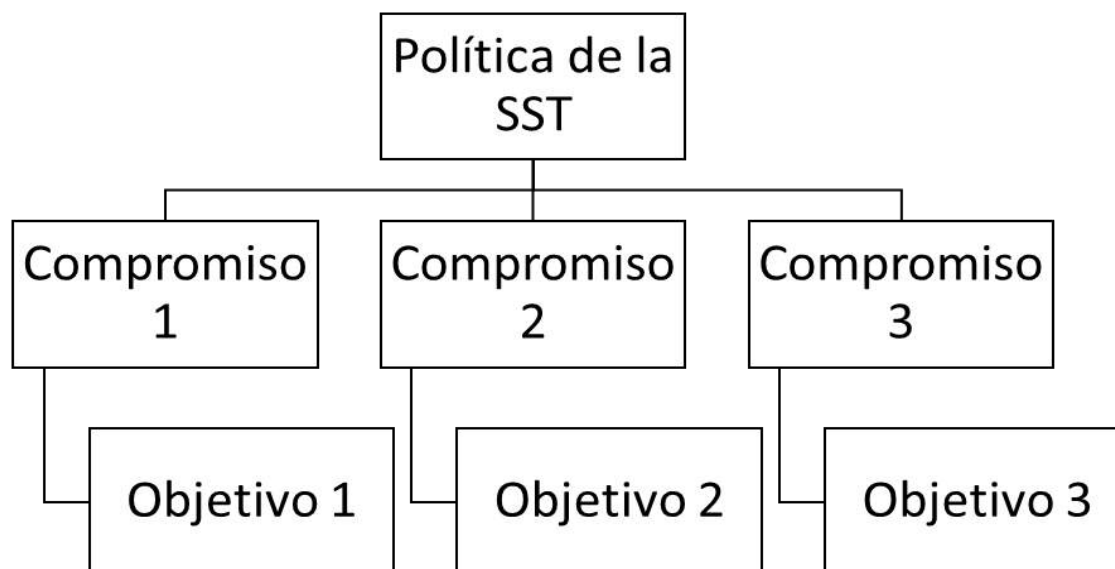 Política de la
SST
Compromiso
1
Compromiso
2
Compromiso
3
Objetivo 1
Objetivo 2
Objetivo 3